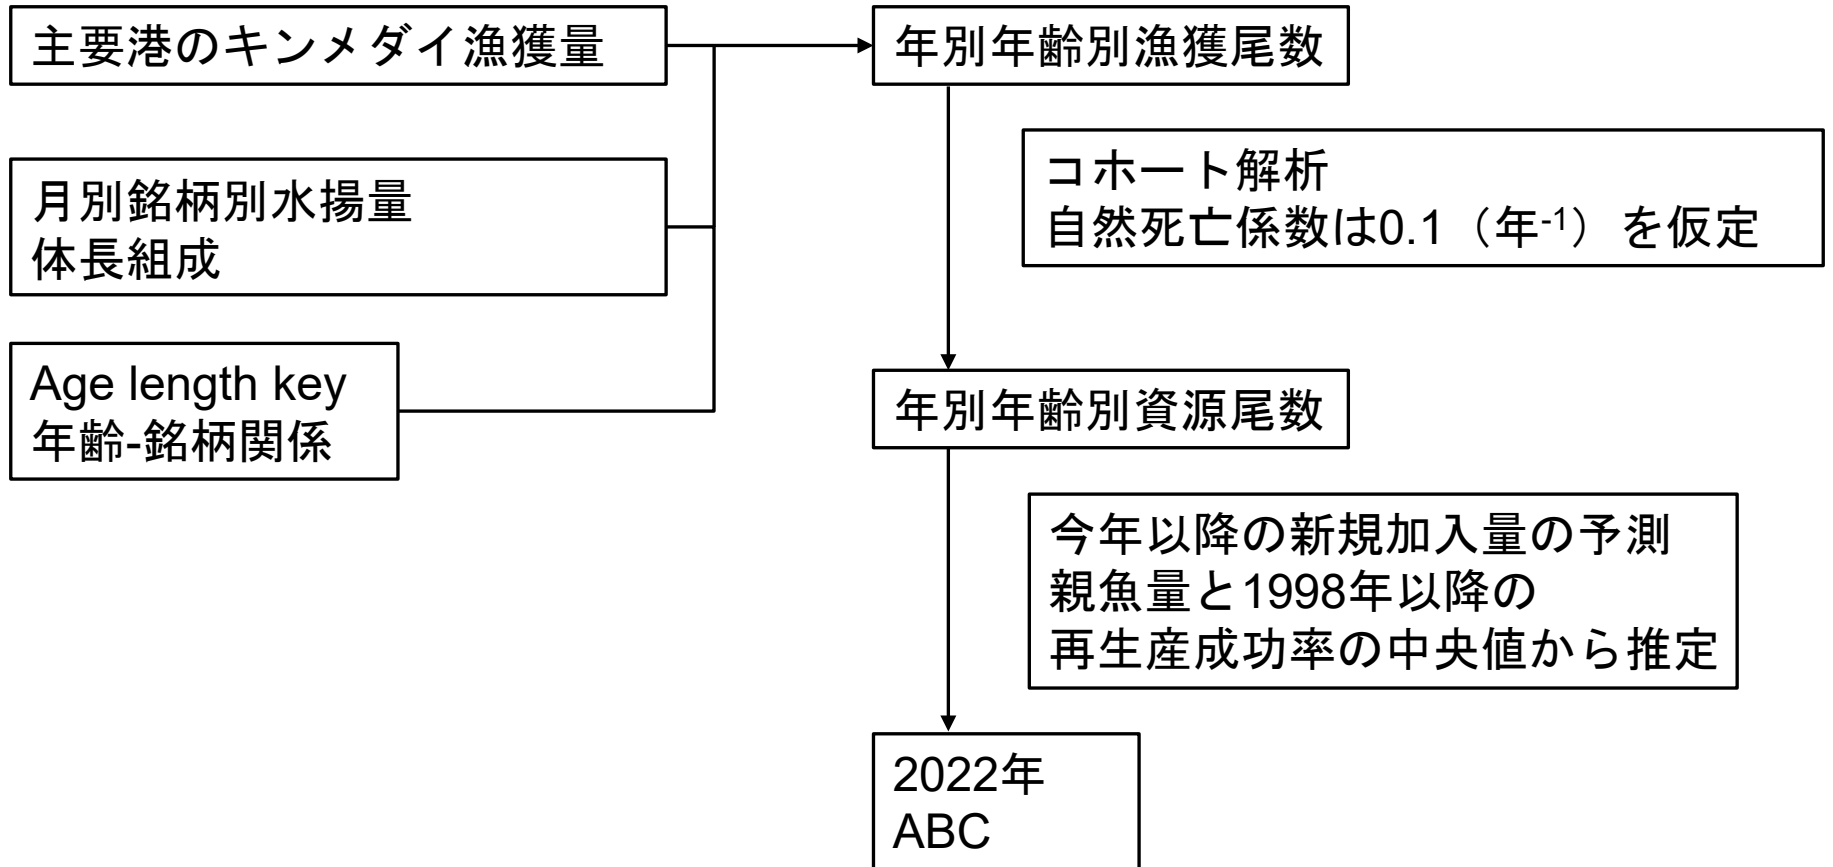 主要港のキンメダイ漁獲量
年別年齢別漁獲尾数
月別銘柄別水揚量
体長組成
コホート解析
自然死亡係数は0.1（年-1）を仮定
Age length key
年齢-銘柄関係
年別年齢別資源尾数
今年以降の新規加入量の予測
親魚量と1998年以降の
再生産成功率の中央値から推定
2022年
ABC